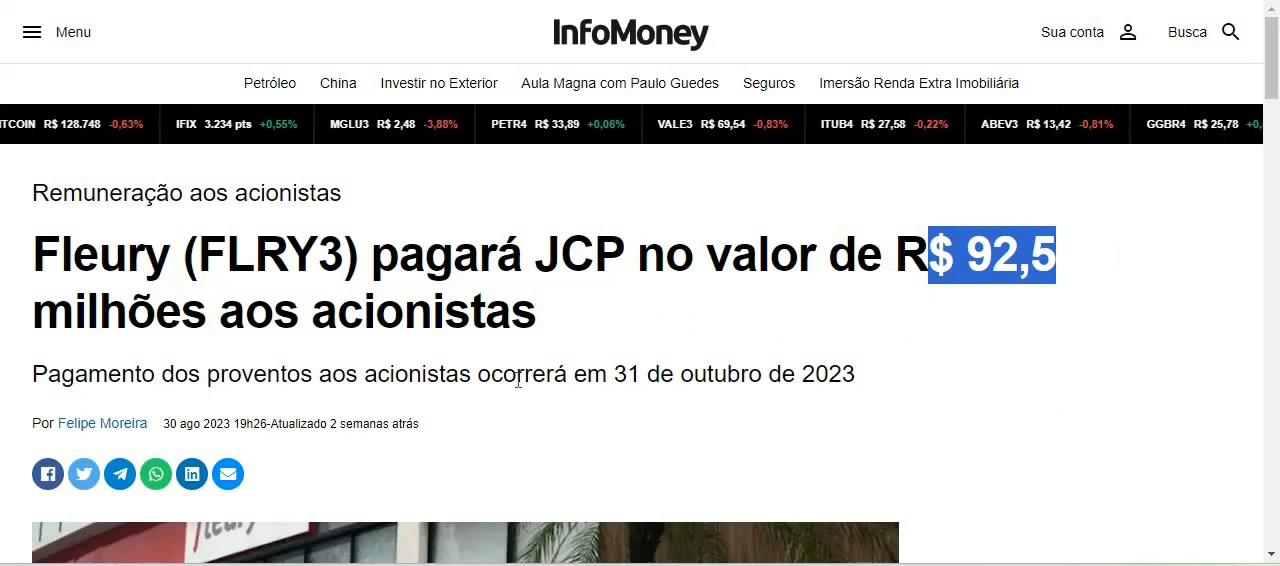 Menu
InfoMoney
Sua conta
Busca
Petróleo China Investir no Exterior Aula Magna com Paulo Guedes Seguros Imersão Renda Extra Imobiliária
ITCOIN R$ 128.748 -0,63% IFIX 3.234 pts +0,55% MGLU3 R$ 2,48 -3,88% PETR4 R$ 33,89 +0,06% VALE3 R$ 69,54 -0,83% ITUB4 R$ 27,58 -0,22% ABEV3 R$ 13,42 -0,81% GGBR4 R$ 25,78 +0,
Remuneração aos acionistas
Fleury (FLRY3) pagará JCP no valor de R$ 92,5
milhões aos acionistas
Pagamento dos proventos aos acionistas ocorrerá em 31 de outubro de 2023
Por Felipe Moreira 30 ago 2023 19h26-Atualizado 2 semanas atrás
fleury